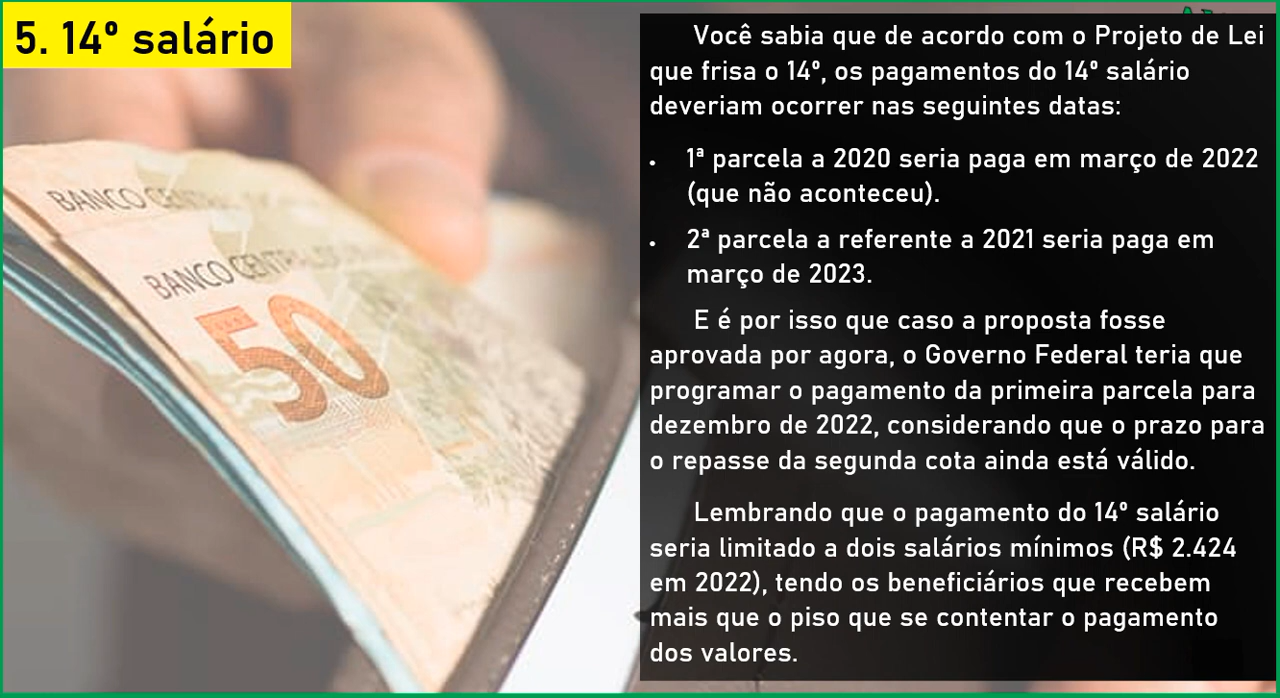 5. 14º salário
Você sabia que de acordo com o Projeto de Lei
que frisa o 14º, os pagamentos do 14º salário
deveriam ocorrer nas seguintes datas:
• 1ª parcela a 2020 seria paga em março de 2022
(que não aconteceu).
• 2ª parcela a referente a 2021 seria paga em
março de 2023.
E é por isso que caso a proposta fosse
aprovada por agora, o Governo Federal teria que
programar o pagamento da primeira parcela para
dezembro de 2022, considerando que o prazo para
o repasse da segunda cota ainda está válido.
Lembrando que o pagamento do 14º salário
seria limitado a dois salários mínimos (R$ 2.424
em 2022), tendo os beneficiários que recebem
mais que o piso que se contentar o pagamento
dos valores.
BANCO
BANCO CENTRAL
50